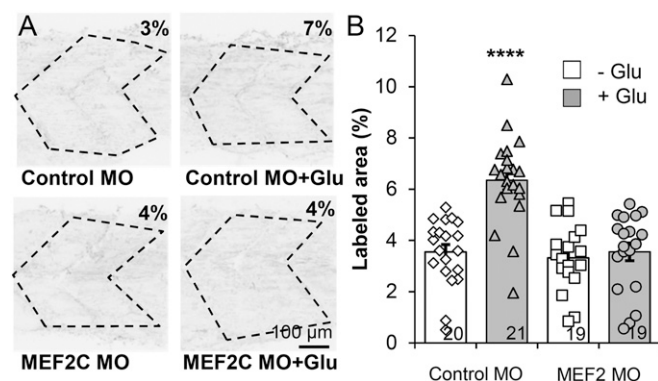 A
3%
7%
Control MO
Control MO+Glu
4%
4%
100 μm
MEF2C MO
MEF2C MO+Glu
B
Labeled area (%)
12
10
8
6
4
2
0
****
- Glu
+ Glu
20
21
19
19
Control MO
MEF2 MO